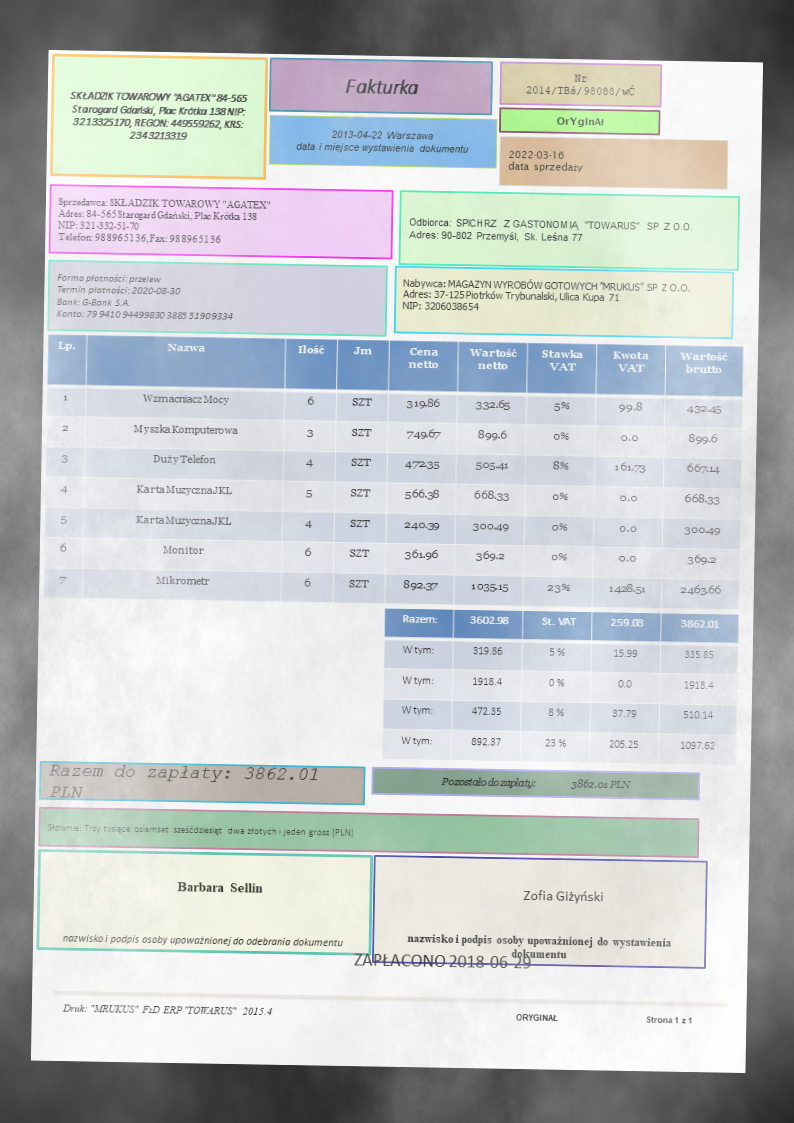 SKŁADZIK TOWAROWY "AGATEX" 84-565
Starogard Gdański, Plac Krótka 138 NIP:
3213325170, REGON: 449559262, KRS:
2343213319
Fakturka
2013-04-22 Warszawa
data i miejsce wystawienia dokumentu
Nr
2014/TBś/98088/wĆ
OrYgInAł
2022-03-16
data sprzedaży
Sprzedawca: SKŁADZIK TOWAROWY "AGATEX"
Adres: 84-565 Starogard Gdański, Plac Krótka 138
NIP: 321-332-51-70
Telefon: 988965136, Fax: 988965136
Odbiorca: SPICHRZ Z GASTONOMIĄ "TOWARUS" SP Z O.O.
Adres: 90-802 Przemyśl, Sk. Leśna 77
Forma płatności: przelew
Termin płatności: 2020-08-30
Bank: G-Bank S.A.
Konto: 79 9410 94499830 3885 51909334
Nabywca: MAGAZYN WYROBÓW GOTOWYCH "MRUKUS" SP Z O.O.
Adres: 37-125 Piotrków Trybunalski, Ulica Kupa 71
NIP: 3206038654
Lp. Nazwa Ilość Jm Cena netto Wartość netto Stawka VAT Kwota VAT Wartość brutto
1 Wzmacniacz Mocy 6 SZT 319.86 332.65 5% 99.8 432.45
2 Myszka Komputerowa 3 SZT 749.67 899.6 0% 0.0 899.6
3 Duży Telefon 4 SZT 472.35 505.41 8% 161.73 667.14
4 Karta Muzyczna JKL 5 SZT 566.38 668.33 0% 0.0 668.33
5 Karta Muzyczna JKL 4 SZT 240.39 300.49 0% 0.0 300.49
6 Monitor 6 SZT 361.96 369.2 0% 0.0 369.2
7 Mikrometr 6 SZT 892.37 1035.15 23% 1428.51 2463.66
Razem: 3602.98 St. VAT 259.03 3862.01
W tym: 319.86 5 % 15.99 335.85
W tym: 1918.4 0 % 0.0 1918.4
W tym: 472.35 8 % 37.79 510.14
W tym: 892.37 23 % 205.25 1097.62
Razem do zapłaty: 3862.01
PLN
Pozostało do zapłaty: 3862.01 PLN
Słownie: Trzy tysiące osiemset sześćdziesiąt dwa złotych i jeden grosz (PLN)
Barbara Sellin
nazwisko i podpis osoby upoważnionej do odebrania dokumentu
Zofia Giżyński
nazwisko i podpis osoby upoważnionej do wystawienia
dokumentu
ZAPŁACONO 2018-06-29
Druk: "MRUKUS" FzD ERP "TOWARUS" 2015.4
ORYGINAŁ
Strona 1 z 1